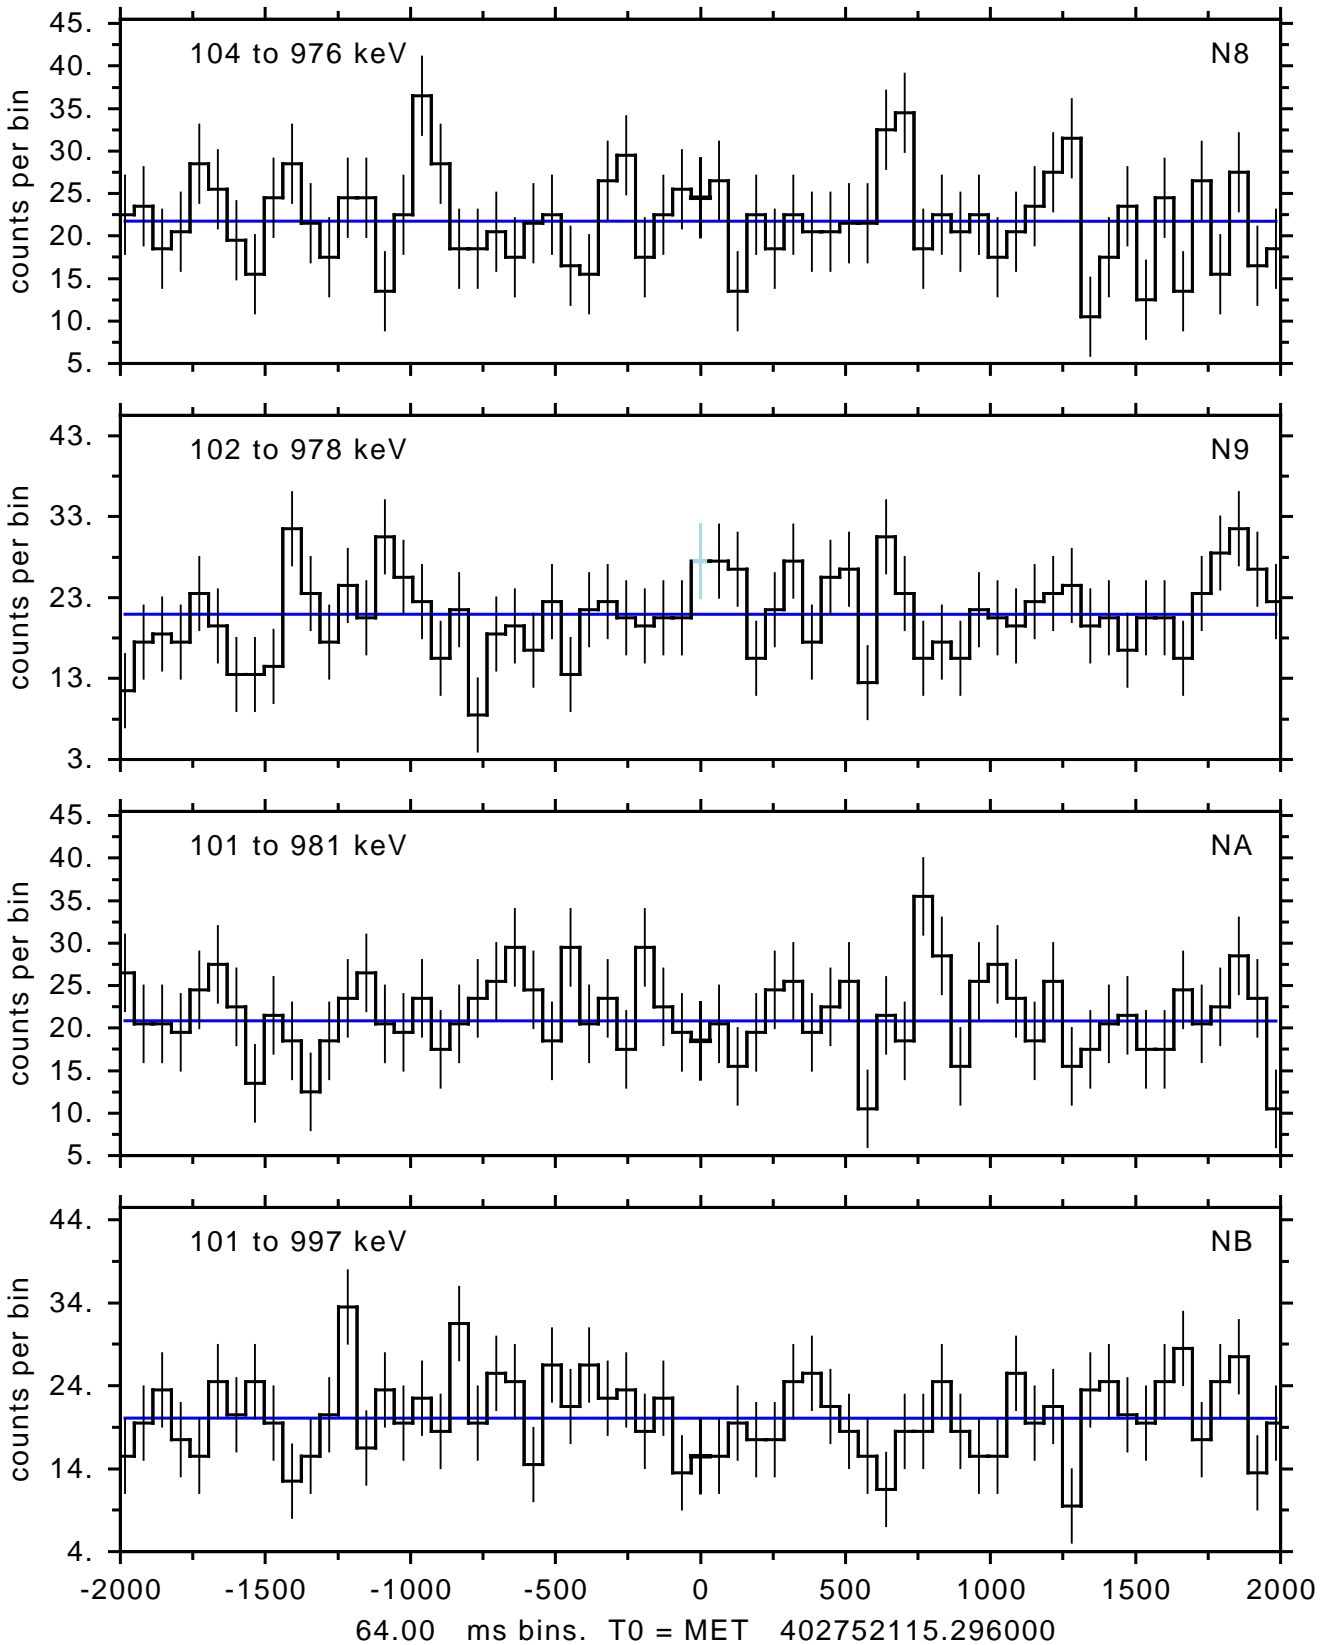 45.
40.
35.
30.
25.
20.
15.
10.
5.
counts per bin
104 to 976 keV N8
43.
33.
23.
13.
3.
counts per bin
102 to 978 keV N9
45.
40.
35.
30.
25.
20.
15.
10.
5.
counts per bin
101 to 981 keV NA
44.
34.
24.
14.
4.
counts per bin
101 to 997 keV NB
-2000 -1500 -1000 -500 0 500 1000 1500 2000
64.00 ms bins. T0 = MET 402752115.296000